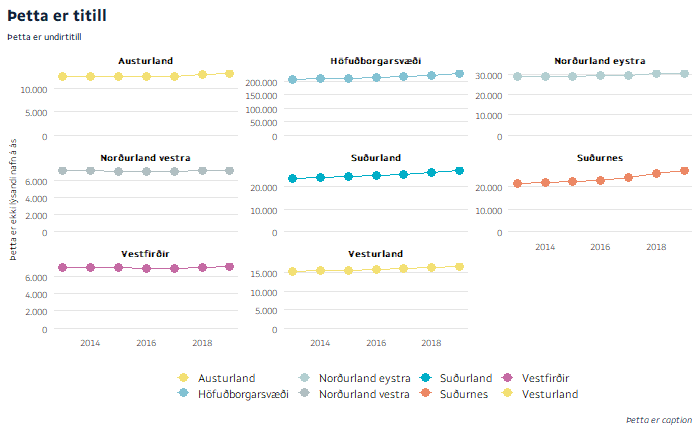 Þetta er titill
Þetta er undirtitill
Þetta er ekki lýsandi nafn á ás
Austurland
10.000
5.000
0
Höfuðborgarsvæði
200.000
150.000
100.000
50.000
0
Norðurland eystra
30.000
20.000
10.000
0
Norðurland vestra
6.000
4.000
2.000
0
Suðurland
20.000
10.000
0
Suðurnes
20.000
10.000
0
2014 2016 2018
Vestfirðir
6.000
4.000
2.000
0
2014 2016 2018
Vesturland
15.000
10.000
5.000
0
2014 2016 2018
Austurland Norðurland eystra Suðurland Vestfirðir
Höfuðborgarsvæði Norðurland vestra Suðurnes Vesturland
Þetta er caption